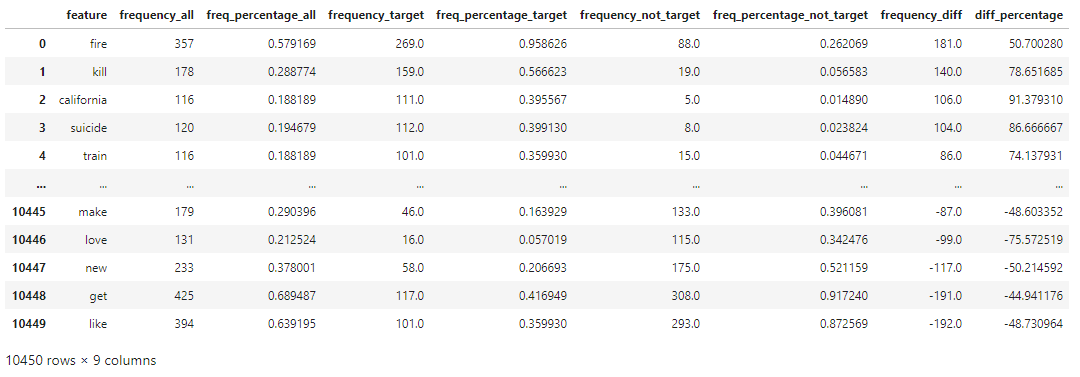 feature frequency_all freq_percentage_all frequency_target freq_percentage_target frequency_not_target freq_percentage_not_target frequency_diff diff_percentage
0 fire 357 0.579169 269.0 0.958626 88.0 0.262069 181.0 50.700280
1 kill 178 0.288774 159.0 0.566623 19.0 0.056583 140.0 78.651685
2 california 116 0.188189 111.0 0.395567 5.0 0.014890 106.0 91.379310
3 suicide 120 0.194679 112.0 0.399130 8.0 0.023824 104.0 86.666667
4 train 116 0.188189 101.0 0.359930 15.0 0.044671 86.0 74.137931
... ... ... ... ... ... ... ... ... ...
10445 make 179 0.290396 46.0 0.163929 133.0 0.396081 -87.0 -48.603352
10446 love 131 0.212524 16.0 0.057019 115.0 0.342476 -99.0 -75.572519
10447 new 233 0.378001 58.0 0.206693 175.0 0.521159 -117.0 -50.214592
10448 get 425 0.689487 117.0 0.416949 308.0 0.917240 -191.0 -44.941176
10449 like 394 0.639195 101.0 0.359930 293.0 0.872569 -192.0 -48.730964
10450 rows × 9 columns